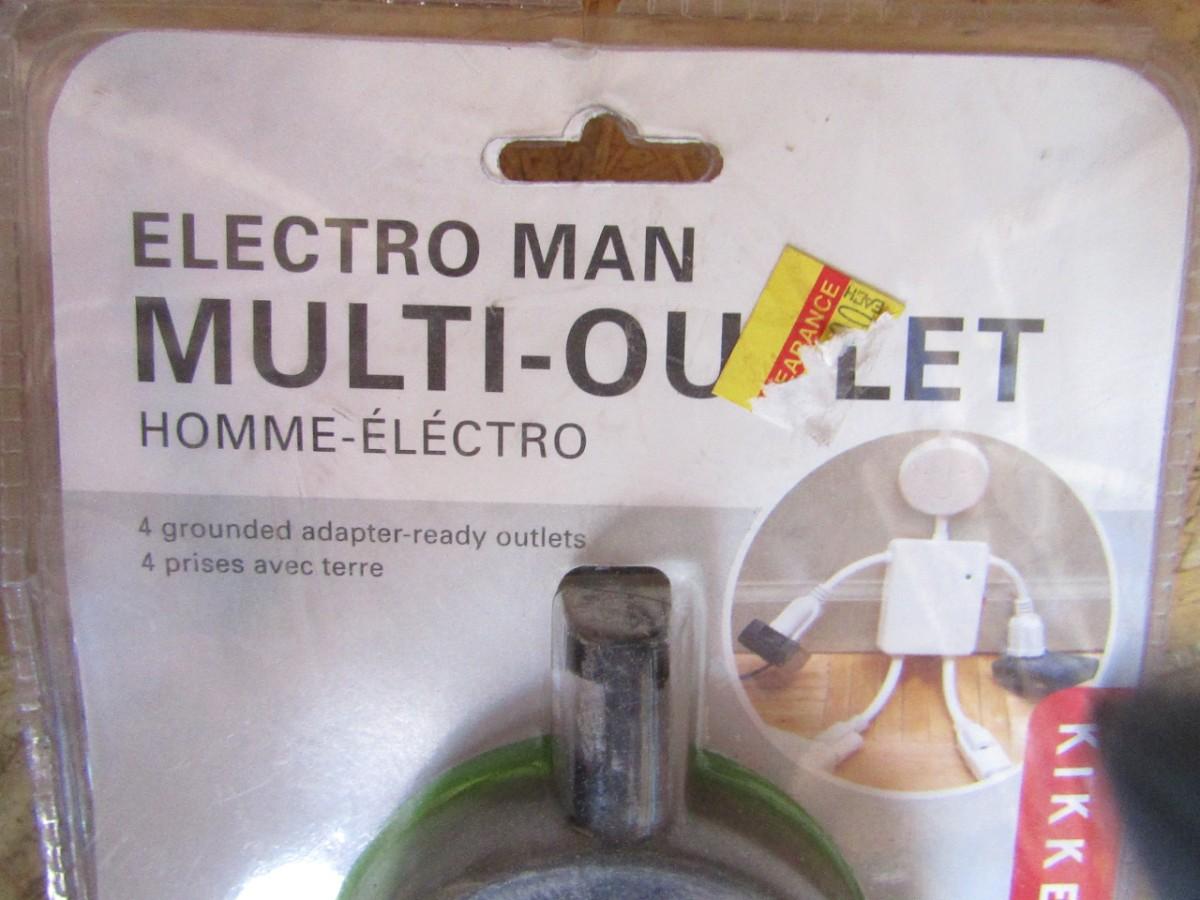 ELECTRO MAN
MULTI-OU LET
HOMME-ÉLÉCTRO
EARANCE
EACH
4 grounded adapter-ready outlets
4 prises avec terre
KIKKE